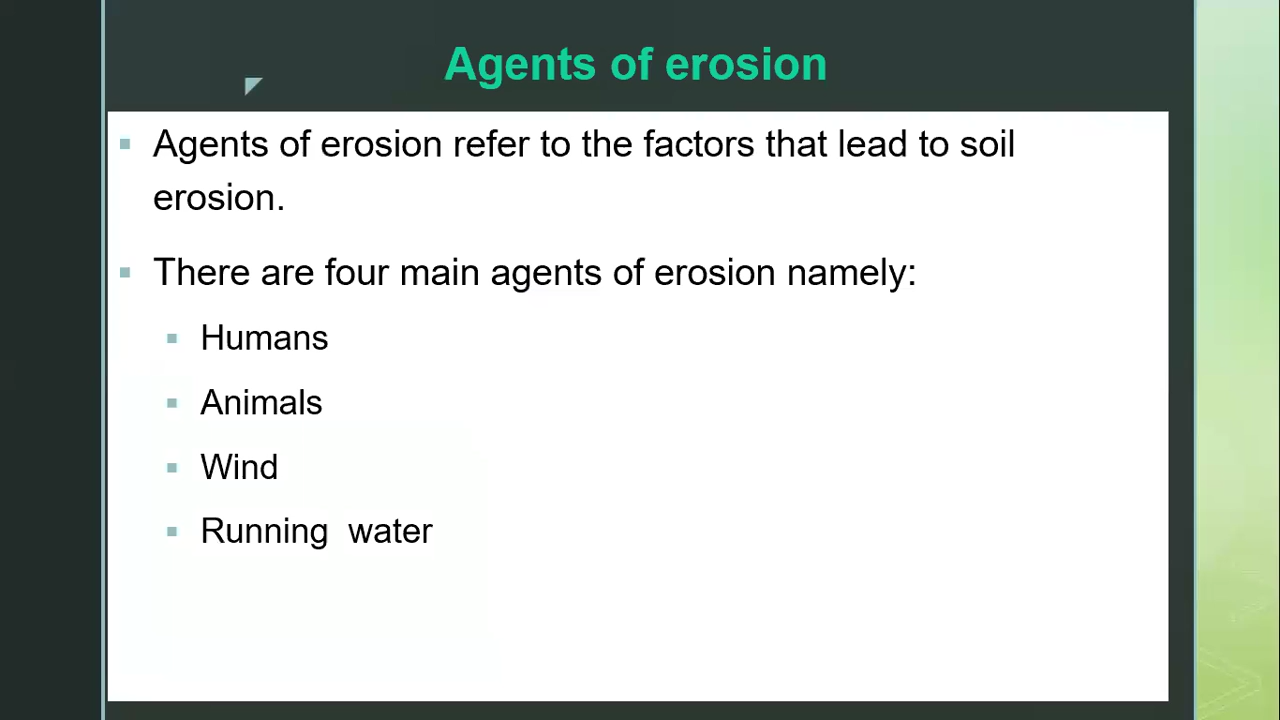 Agents of erosion
Agents of erosion refer to the factors that lead to soil
erosion.
There are four main agents of erosion namely:
Humans
Animals
Wind
Running  water